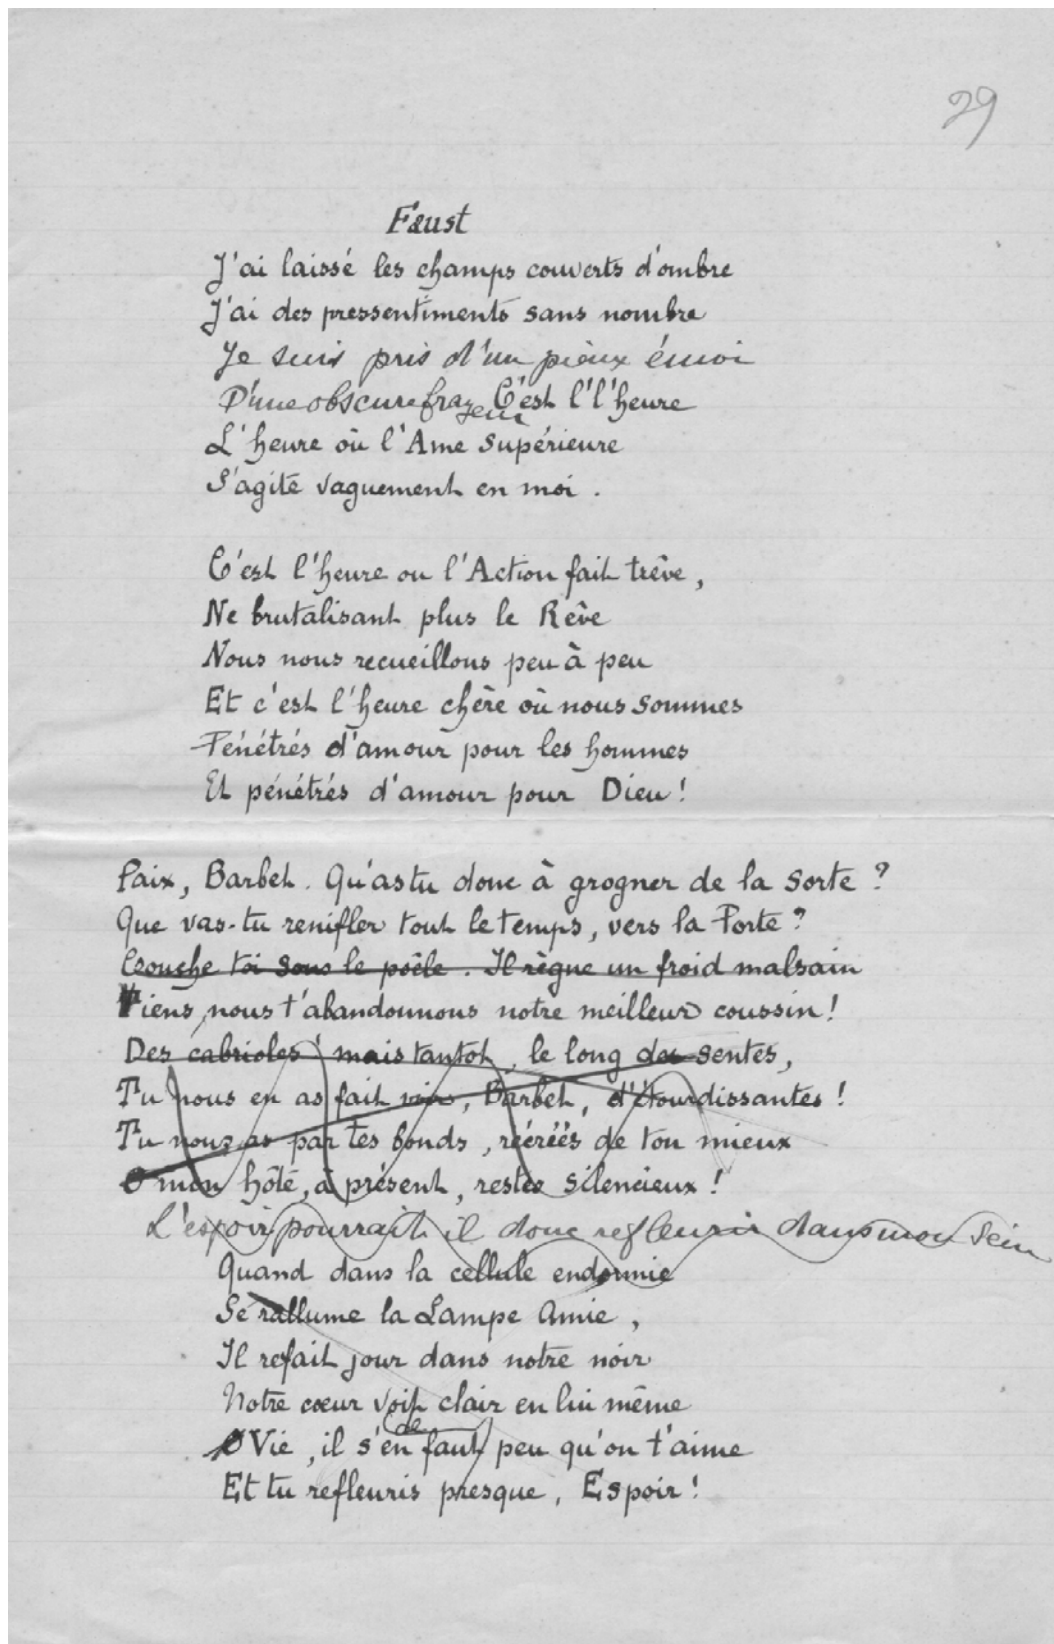 29
Faust
J'ai laissé les champs couverts d'ombre
J'ai des pressentiments sans nombre
Je suis pris d'un pieux émoi
D'une obscure frayeur C'est l'l'heure
L'heure où l'Ame Supérieure
S'agite vaguement en moi.
C'est l'heure ou l'Action fait trêve,
Ne brutalisant plus le Rêve
Nous nous recueillons peu à peu
Et c'est l'heure chère où nous sommes
Pénétrés d'amour pour les hommes
Et pénétrés d'amour pour Dieu!
Paix, Barbet. Qu'as tu donc à grogner de la sorte?
Que vas-tu renifler tout le temps, vers la Porte?
Couche toi sous le poële. Il règne un froid malsain
Tiens, nous t'abandonnons notre meilleur coussin!
Des cabrioles! mais tantot, le long des sentes,
Tu nous en as fait voir, Barbet, d'étourdissantes!
Tu nous as par tes bonds, récréés de ton mieux
O mon hôte, à présent, restes silencieux!
L'espoir pourrait il donc refleurir dans mon sein
Quand dans la cellule endormie
Se rallume la Lampe Amie,
Il refait jour dans notre noir
Notre cœur voit clair en lui même
O Vie, il s'en faut de peu qu'on t'aime
Et tu refleuris presque, Espoir!